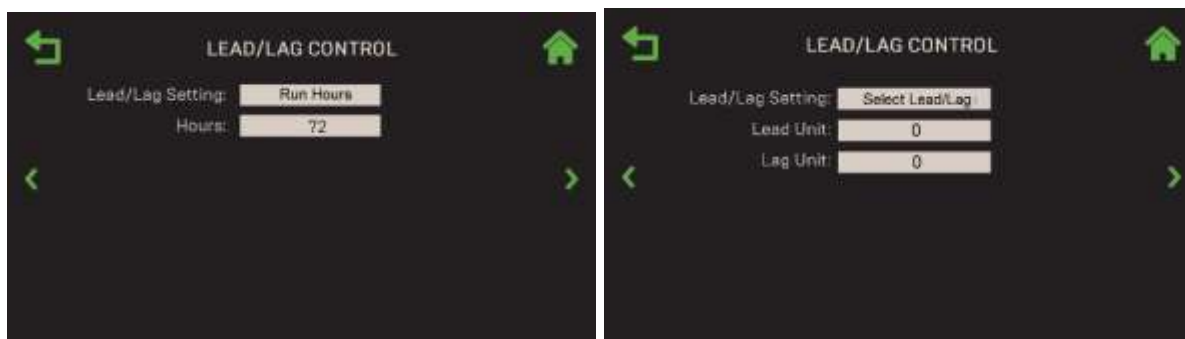 LEAD/LAG CONTROL
Lead/Lag Setting: Run Hours
Hours: 72
LEAD/LAG CONTROL
Lead/Lag Setting: Select Lead/Lag
Lead Unit: 0
Lag Unit: 0